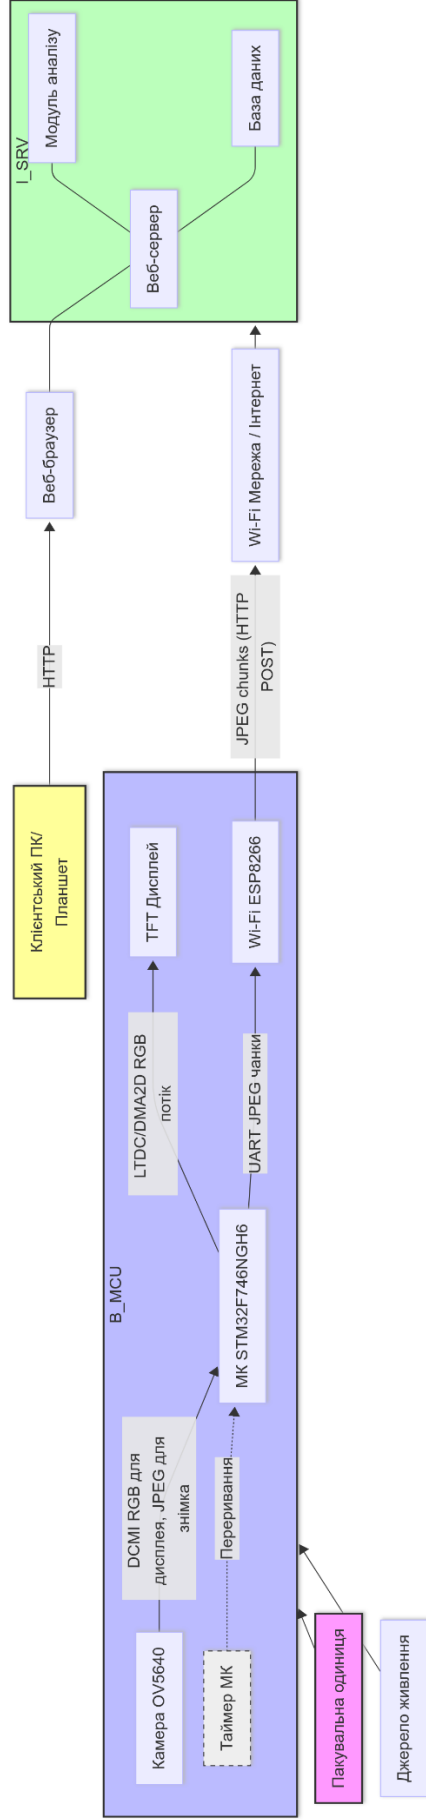 Модуль аналізу
База даних
I_SRV
Веб-сервер
Веб-браузер
Wi-Fi Мережа / Інтернет
HTTP
JPEG chunks (HTTP
POST)
Клієнтський ПК/
Планшет
B_MCU
TFT Дисплей
Wi-Fi ESP8266
LTDC/DMA2D RGB
потік
UART JPEG чанки
МК STM32F746NGH6
DCMI RGB для
дисплея, JPEG для
знімка
Переривання
Камера OV5640
Таймер МК
Пакувальна одиниця
Джерело живлення